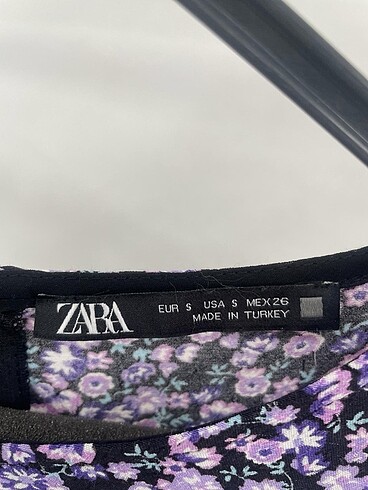 ZARA
EUR S USA S MEX 26
MADE IN TURKEY